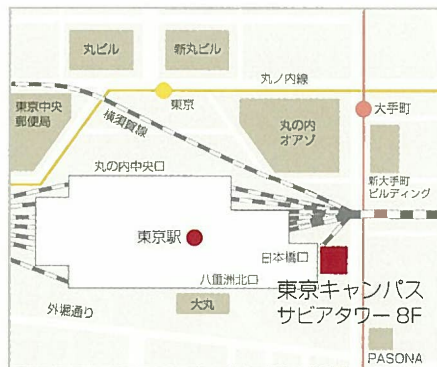 丸ビル
新丸ビル
丸ノ内線
東京
大手町
東京中央
郵便局
横須賀線
丸の内
オアゾ
丸の内中央口
新大手町
ビルディング
東京駅
日本橋口
八重洲北口
東京キャンパス
サピアタワー 8F
大丸
外堀通り
PASONA